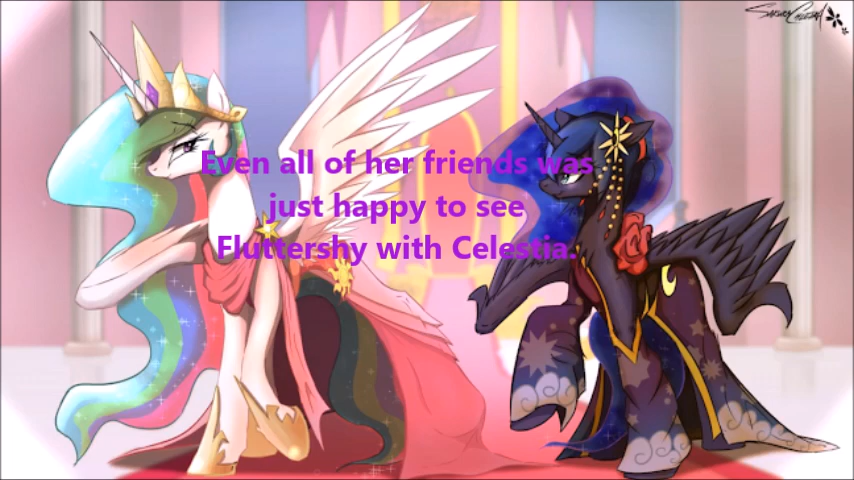 Even all of her friends was
just happy to see
Fluttershy with Celestia.